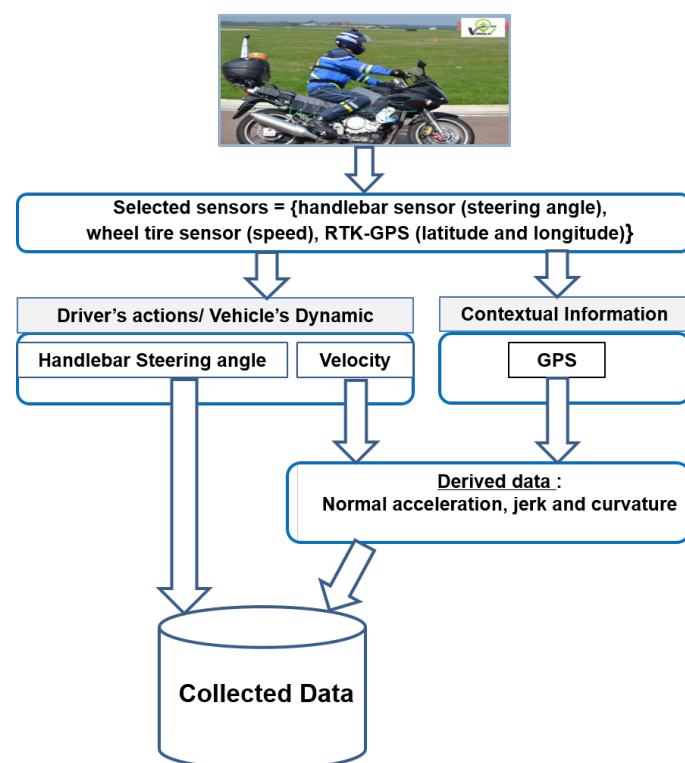 Selected sensors = {handlebar sensor (steering angle),
wheel tire sensor (speed), RTK-GPS (latitude and longitude)}
Driver's actions/ Vehicle's Dynamic
Contextual Information
Handlebar Steering angle
Velocity
GPS
Derived data :
Normal acceleration, jerk and curvature
Collected Data